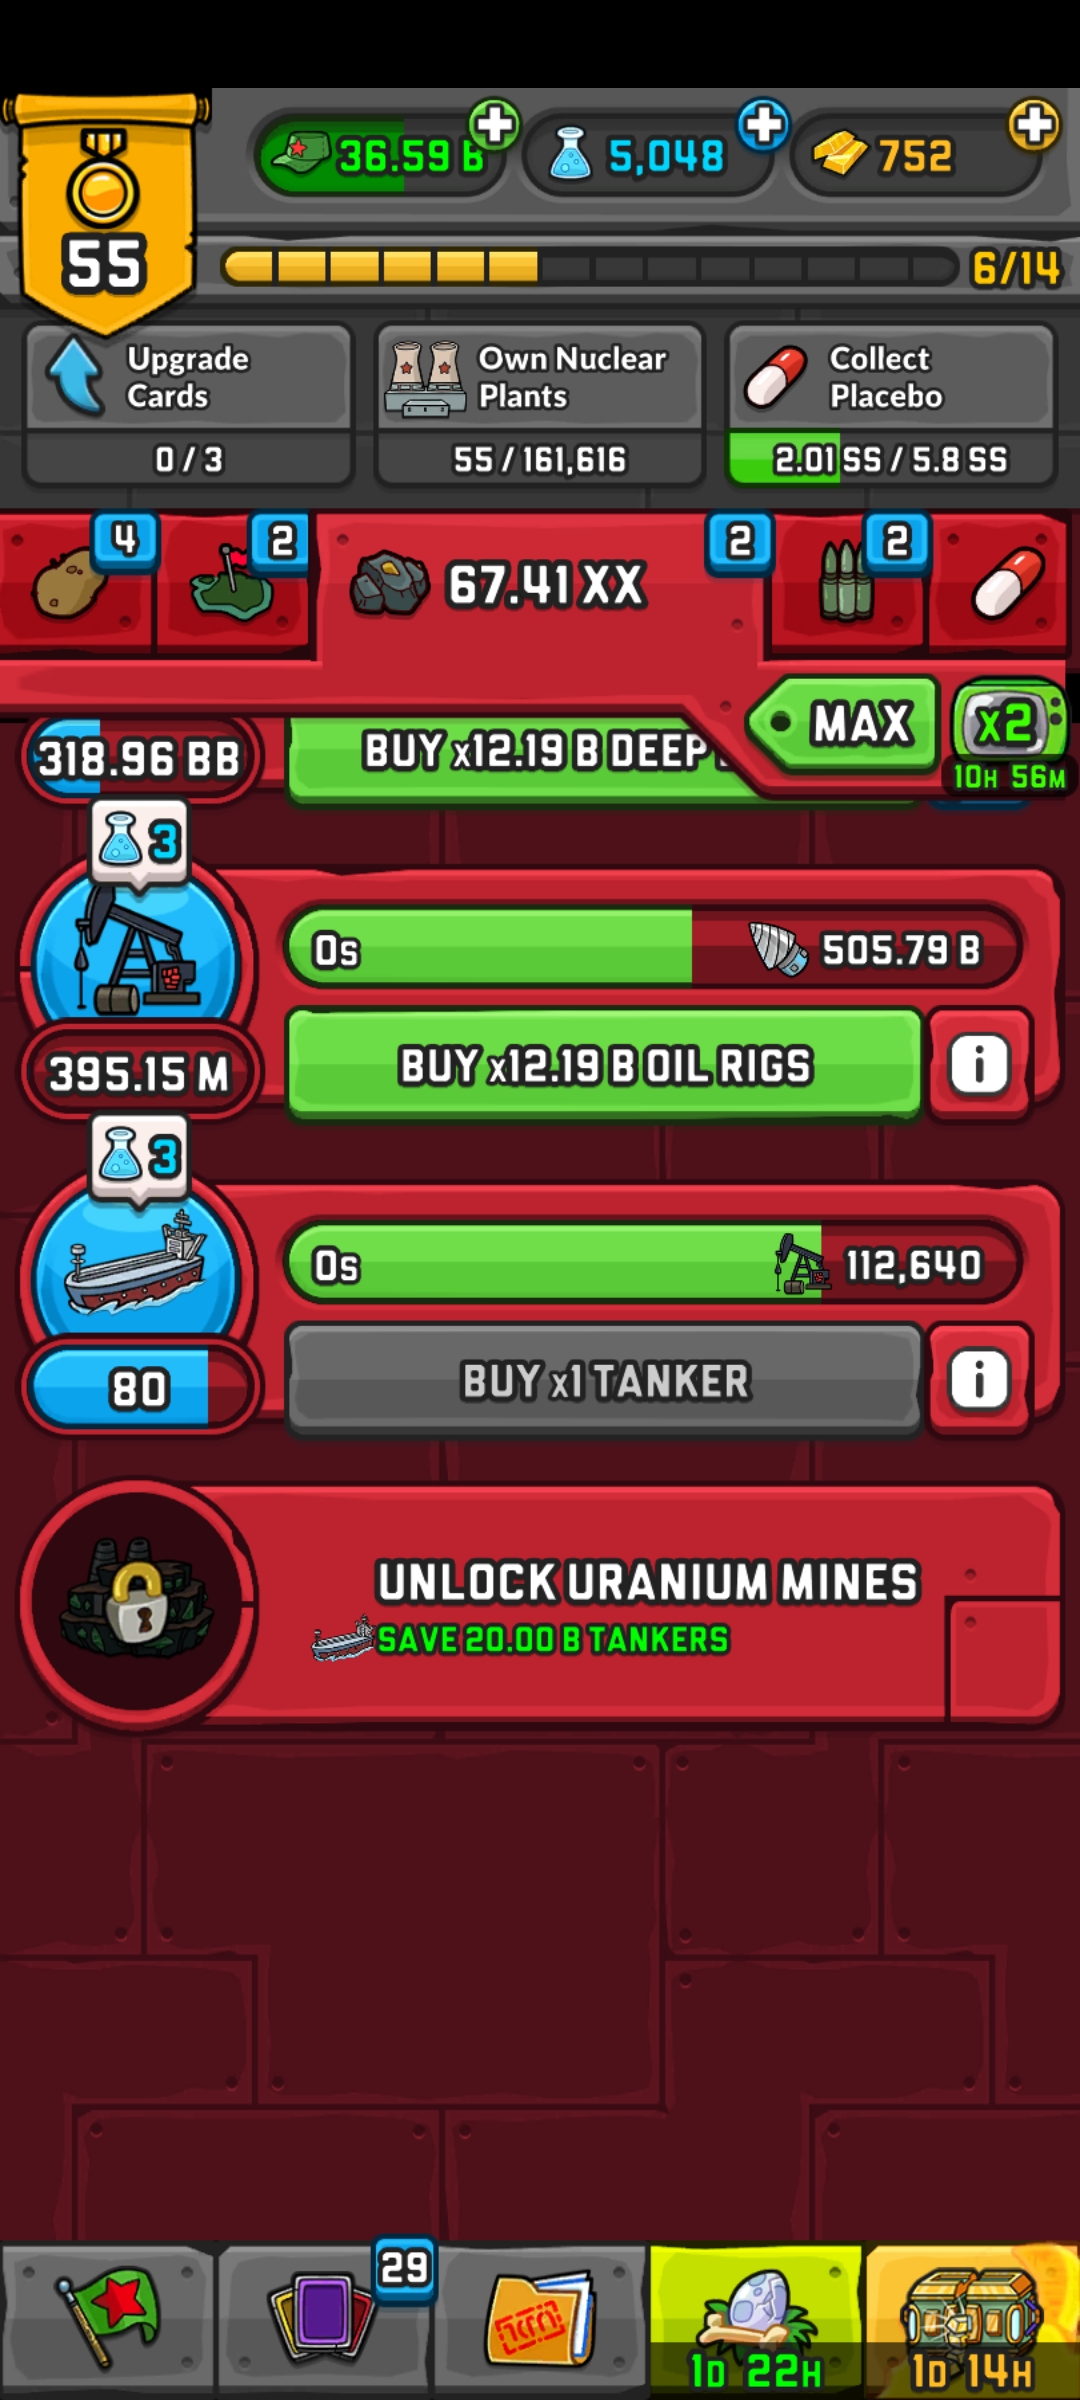 36.59 B
5,048
752
55
6/14
Upgrade Cards
Own Nuclear Plants
Collect Placebo
0 / 3
55 / 161,616
2.01 SS / 5.8 SS
4
2
67.41 XX
2
2
MAX
x2
10H 56M
318.96 BB
BUY x12.19 B DEEP
3
0s
505.79 B
395.15 M
BUY x12.19 B OIL RIGS
i
3
0s
112,640
80
BUY x1 TANKER
i
UNLOCK URANIUM MINES
SAVE 20.00 B TANKERS
29
1D 22H
1D 14H